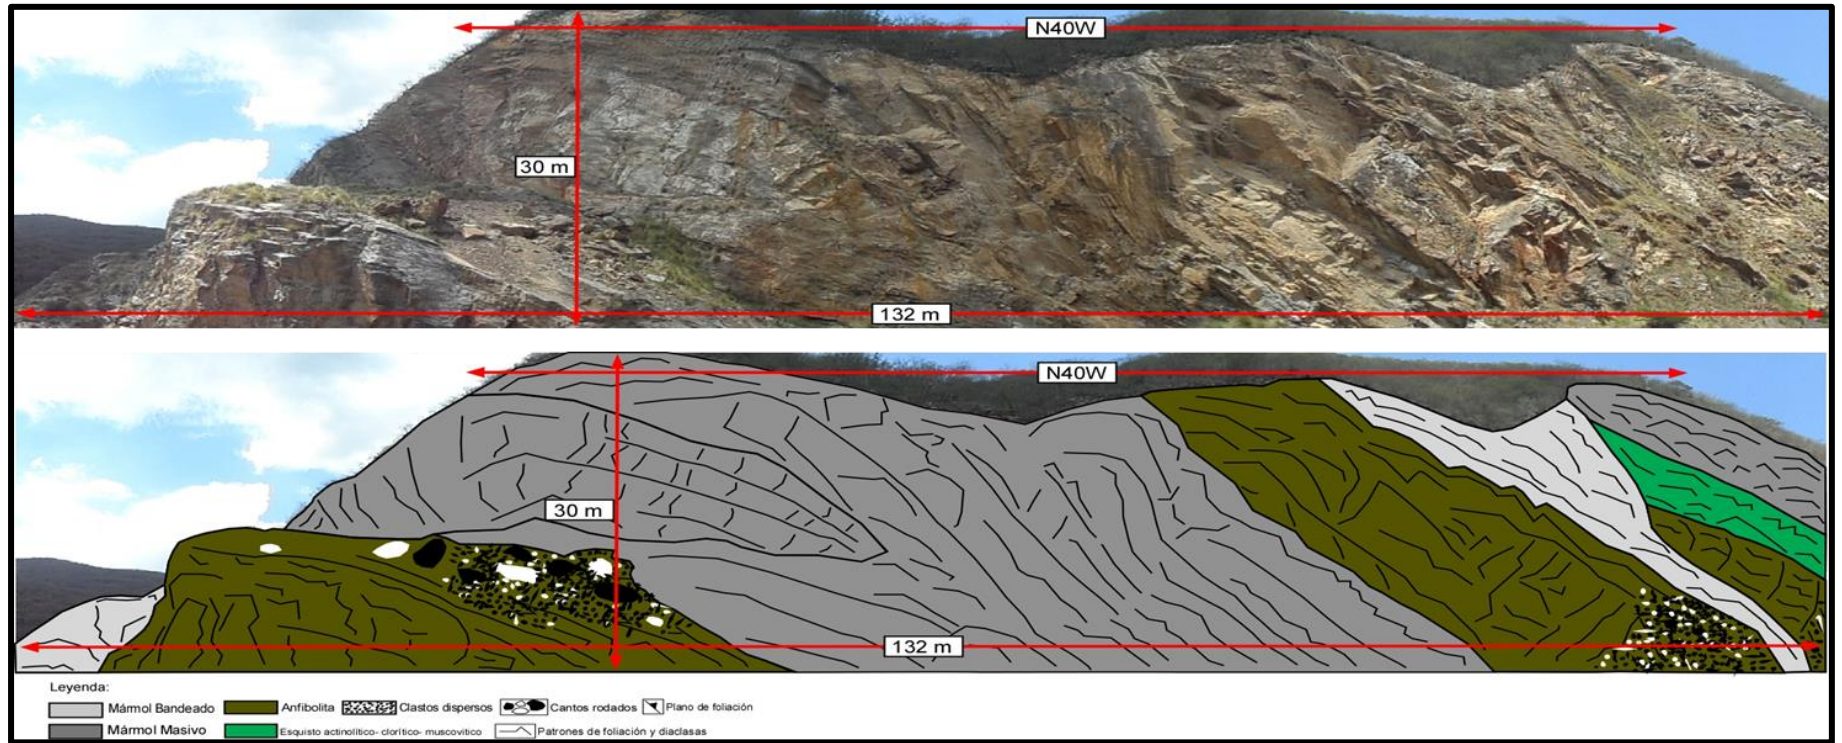 N40W
30 m
132 m
N40W
30 m
132 m
Leyenda:
Mármol Bandeado Anfibolita Clastos dispersos Cantos rodados Plano de foliación
Mármol Masivo Esquisto actinolítico- clorítico- muscovitico Patrones de foliación y diaclasas